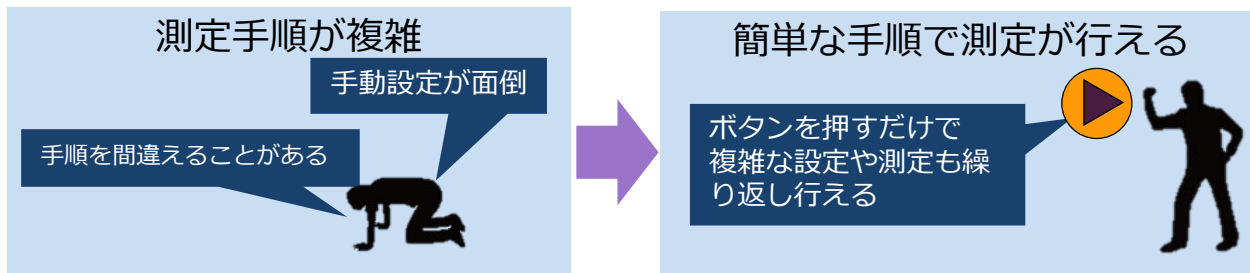 測定手順が複雑
手動設定が面倒
手順を間違えることがある
簡単な手順で測定が行える
ボタンを押すだけで
複雑な設定や測定も繰
り返し行える